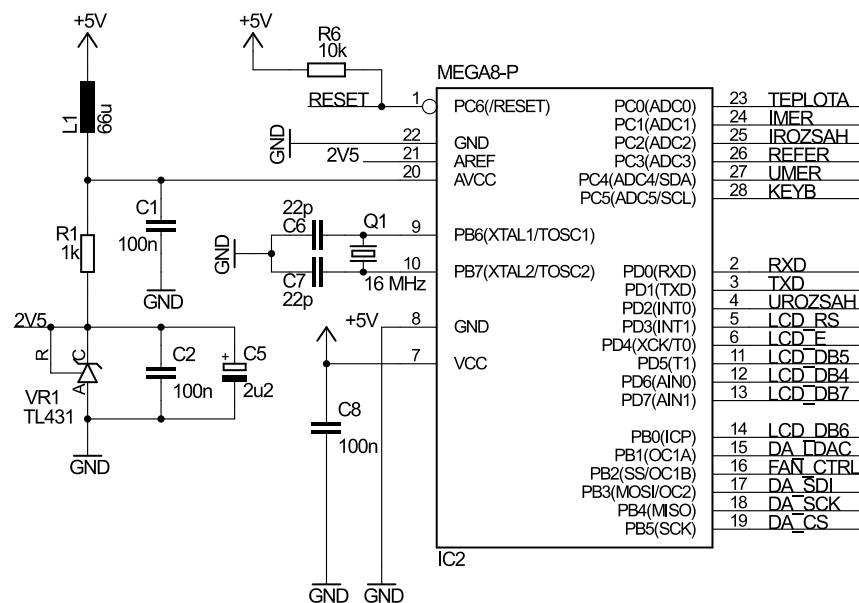 +5V
+5V
R6
10k
MEGA8-P
RESET
1
PC6(/RESET)
L1
66u
GND
22
GND
2V5
21
AREF
20
AVCC
C1
100n
GND
R1
1k
22p
C6
Q1
9
PB6(XTAL1/TOSC1)
GND
C7
22p
10
PB7(XTAL2/TOSC2)
16 MHz
+5V
8
GND
7
VCC
2V5
R
C
A
VR1
TL431
C2
100n
+
C5
2u2
GND
C8
100n
GND
GND
PC0(ADC0) 23 TEPLOTA
PC1(ADC1) 24 IMER
PC2(ADC2) 25 IROZSAH
PC3(ADC3) 26 REFER
PC4(ADC4/SDA) 27 UMER
PC5(ADC5/SCL) 28 KEYB
PD0(RXD) 2 RXD
PD1(TXD) 3 TXD
PD2(INT0) 4 UROZSAH
PD3(INT1) 5 LCD_RS
PD4(XCK/T0) 6 LCD_E
PD5(T1) 11 LCD_DB5
PD6(AIN0) 12 LCD_DB4
PD7(AIN1) 13 LCD_DB7
PB0(ICP) 14 LCD_DB6
PB1(OC1A) 15 DA_LDAC
PB2(SS/OC1B) 16 FAN_CTRL
PB3(MOSI/OC2) 17 DA_SDI
PB4(MISO) 18 DA_SCK
PB5(SCK) 19 DA_CS
IC2